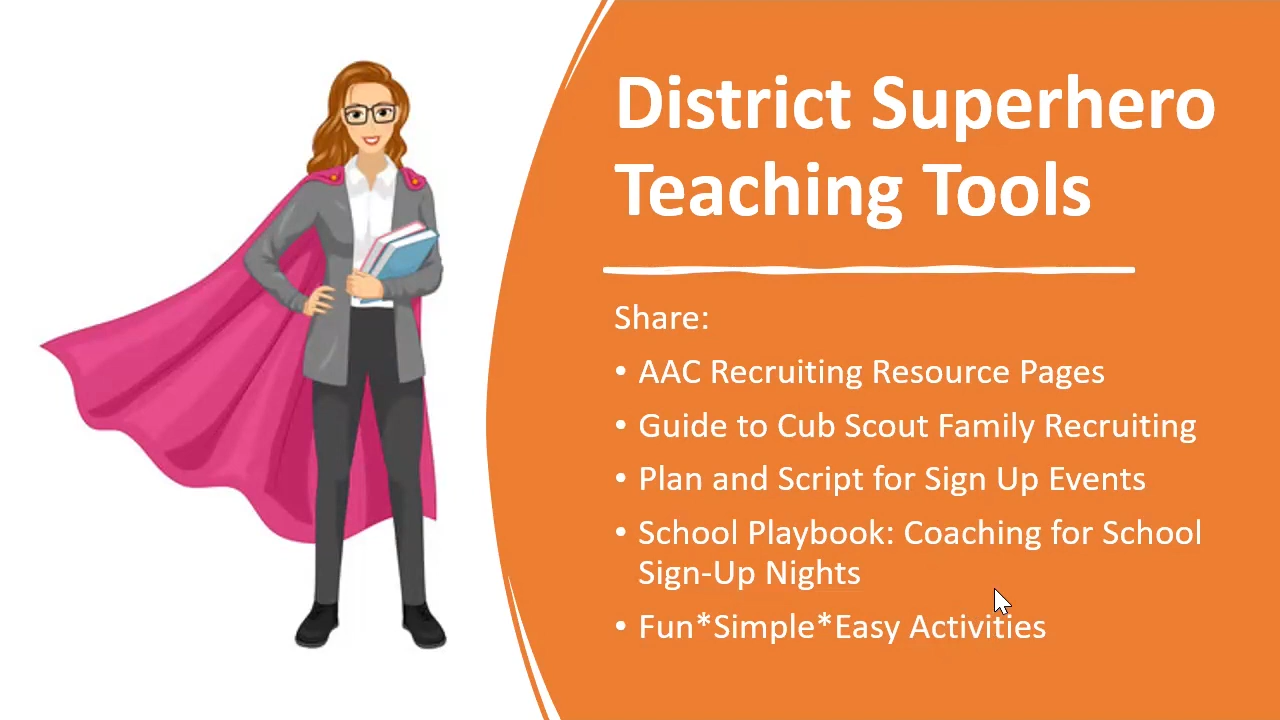 District Superhero
Teaching Tools
Share:
• AAC Recruiting Resource Pages
• Guide to Cub Scout Family Recruiting
• Plan and Script for Sign Up Events
• School Playbook: Coaching for School
Sign-Up Nights
• Fun*Simple*Easy Activities